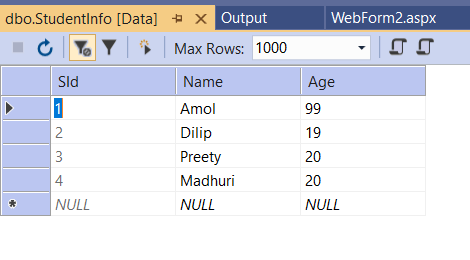 dbo.StudentInfo [Data] Output WebForm2.aspx
Max Rows: 1000
SId Name Age
1 Amol 99
2 Dilip 19
3 Preety 20
4 Madhuri 20
NULL NULL NULL